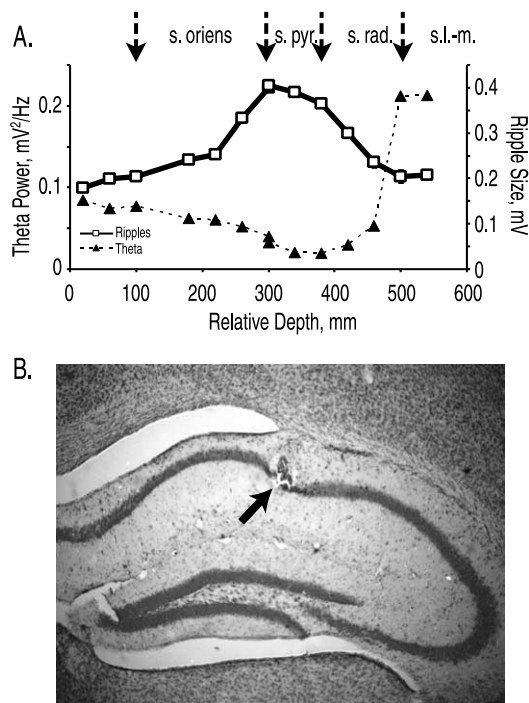 A.
s. oriens s. pyr. s. rad. s.l.-m.
Theta Power, mV²/Hz
0.2
0.1
0
0.4
0.3
0.2
0.1
0
Ripple Size, mV
Ripples
Theta
0 100 200 300 400 500 600
Relative Depth, mm
B.